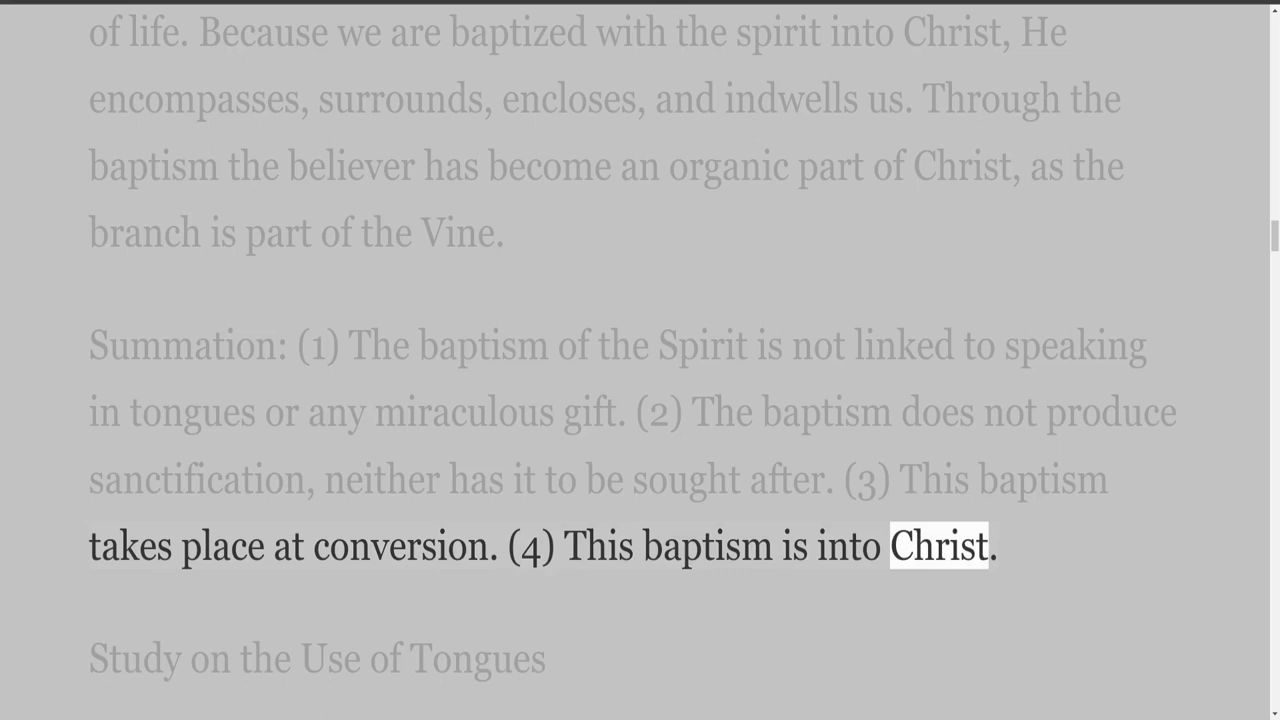 of life. Because we are baptized with the spirit into Christ, He
encompasses, surrounds, encloses, and indwells us. Through the
baptism the believer has become an organic part of Christ, as the
branch is part of the Vine.
Summation: (1) The baptism of the Spirit is not linked to speaking
in tongues or any miraculous gift. (2) The baptism does not produce
sanctification, neither has it to be sought after. (3) This baptism
takes place at conversion. (4) This baptism is into Christ.
Study on the Use of Tongues